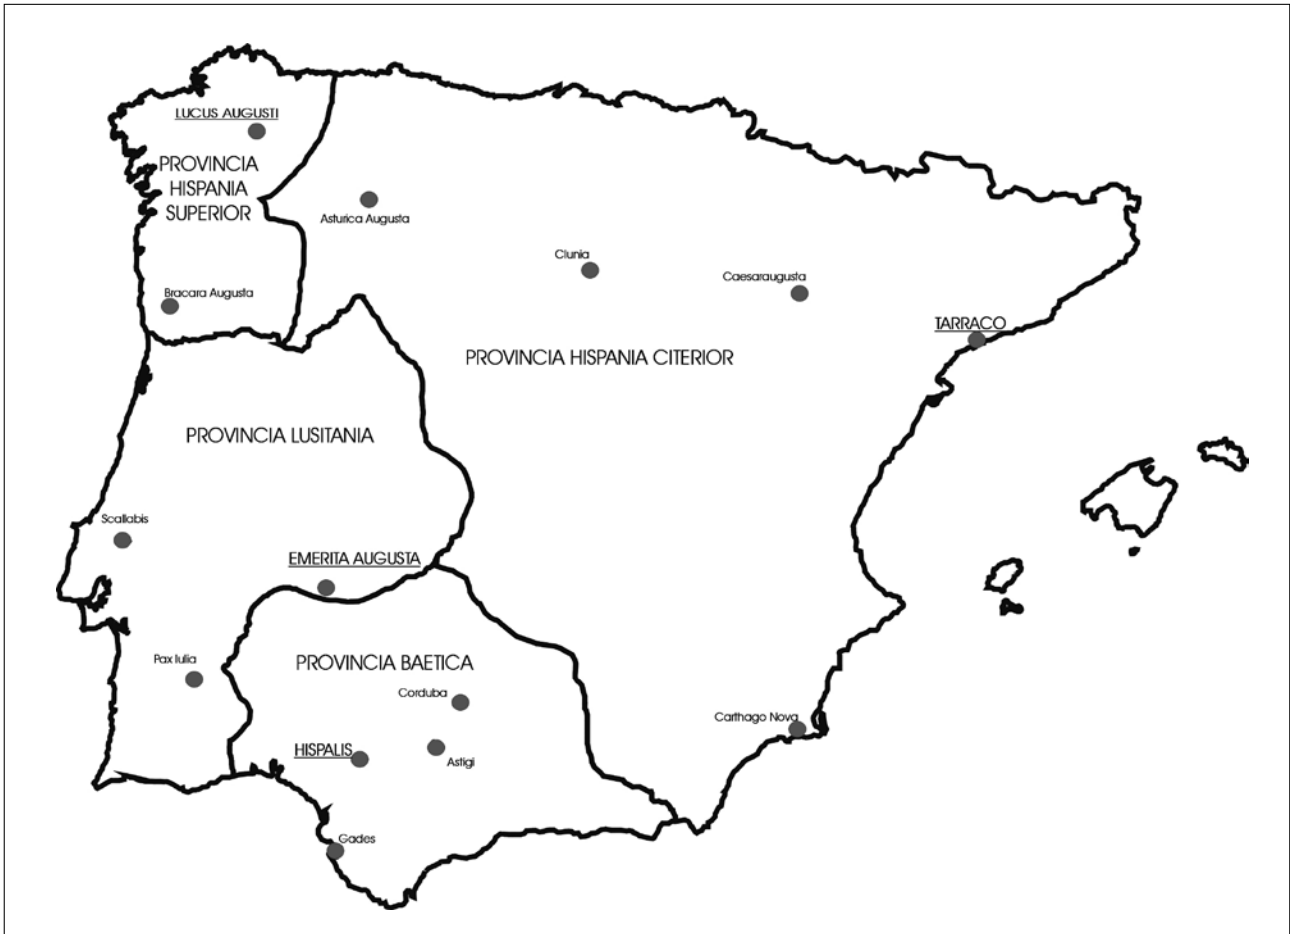 LUCUS AUGUSTI
PROVINCIA
HISPANIA
SUPERIOR
Asturica Augusta
Clunia
Caesaraugusta
Bracara Augusta
TARRACO
PROVINCIA HISPANIA CITERIOR
PROVINCIA LUSITANIA
Scallabis
EMERITA AUGUSTA
Pax Iulia
PROVINCIA BAETICA
Corduba
Carthago Nova
HISPALIS
Astigi
Gades